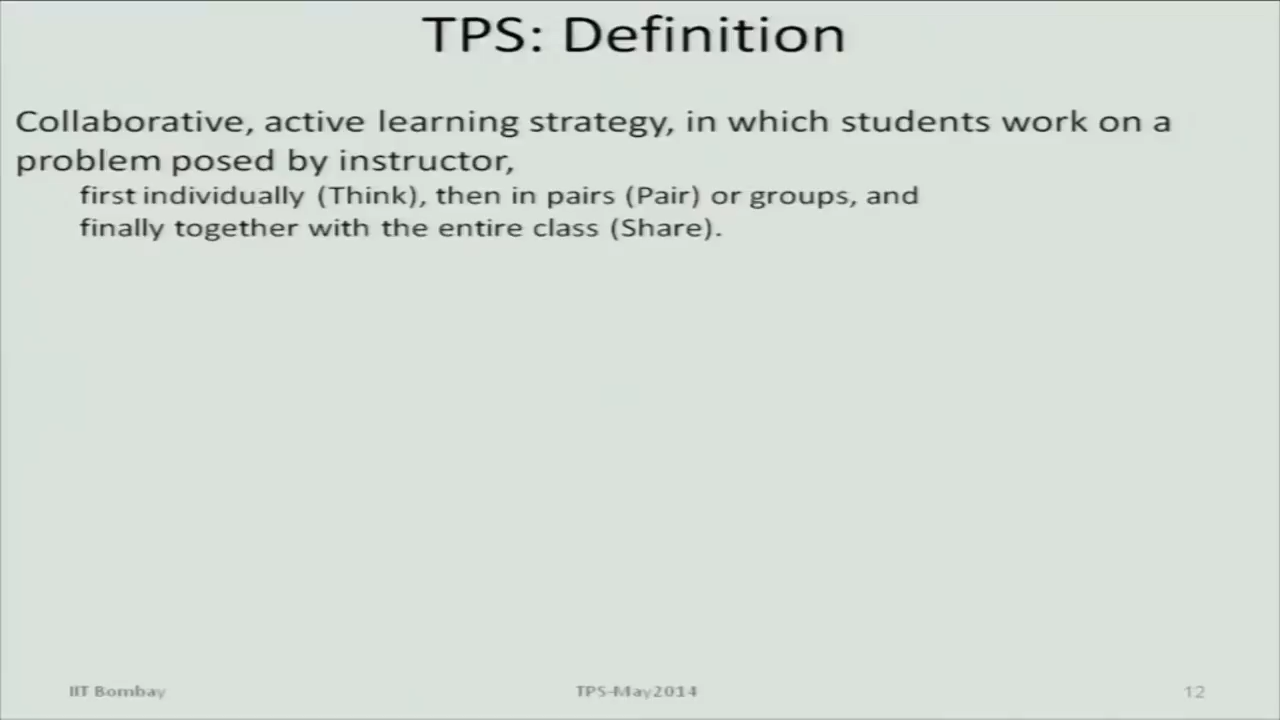 TPS: Definition
Collaborative, active learning strategy, in which students work on a
problem posed by instructor,
first individually (Think), then in pairs (Pair) or groups, and
finally together with the entire class (Share).
IIT Bombay
TPS-May2014
12